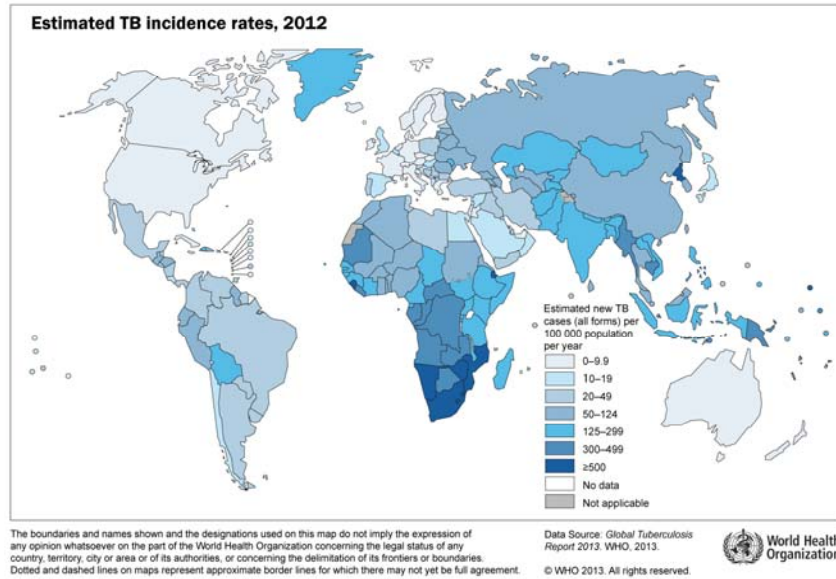 Estimated TB incidence rates, 2012
Estimated new TB
cases (all forms) per
100 000 population
per year
0–9.9
10–19
20–49
50–124
125–299
300–499
≥500
No data
Not applicable
The boundaries and names shown and the designations used on this map do not imply the expression of
any opinion whatsoever on the part of the World Health Organization concerning the legal status of any
country, territory, city or area or of its authorities, or concerning the delimitation of its frontiers or boundaries.
Dotted and dashed lines on maps represent approximate border lines for which there may not yet be full agreement.
Data Source: Global Tuberculosis
Report 2013. WHO, 2013.
© WHO 2013. All rights reserved.
World Health
Organization